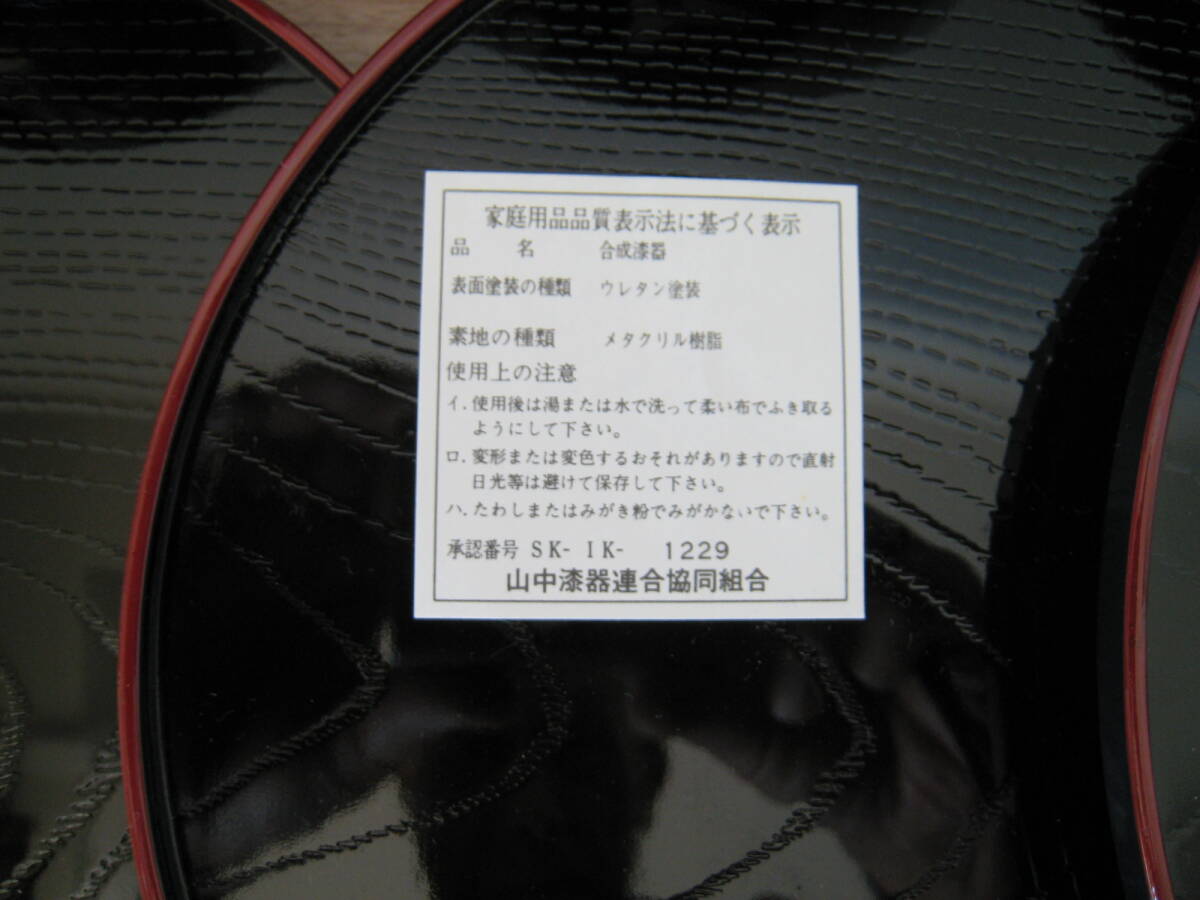 家庭用品品質表示法に基づく表示
品 名 合成漆器
表面塗装の種類 ウレタン塗装
素地の種類 メタクリル樹脂
使用上の注意
イ. 使用後は湯または水で洗って柔い布でふき取る
ようにして下さい。
ロ. 変形または変色するおそれがありますので直射
日光等は避けて保存して下さい。
ハ. たわしまたはみがき粉でみがかないで下さい。
承認番号 SK- IK- 1229
山中漆器連合協同組合